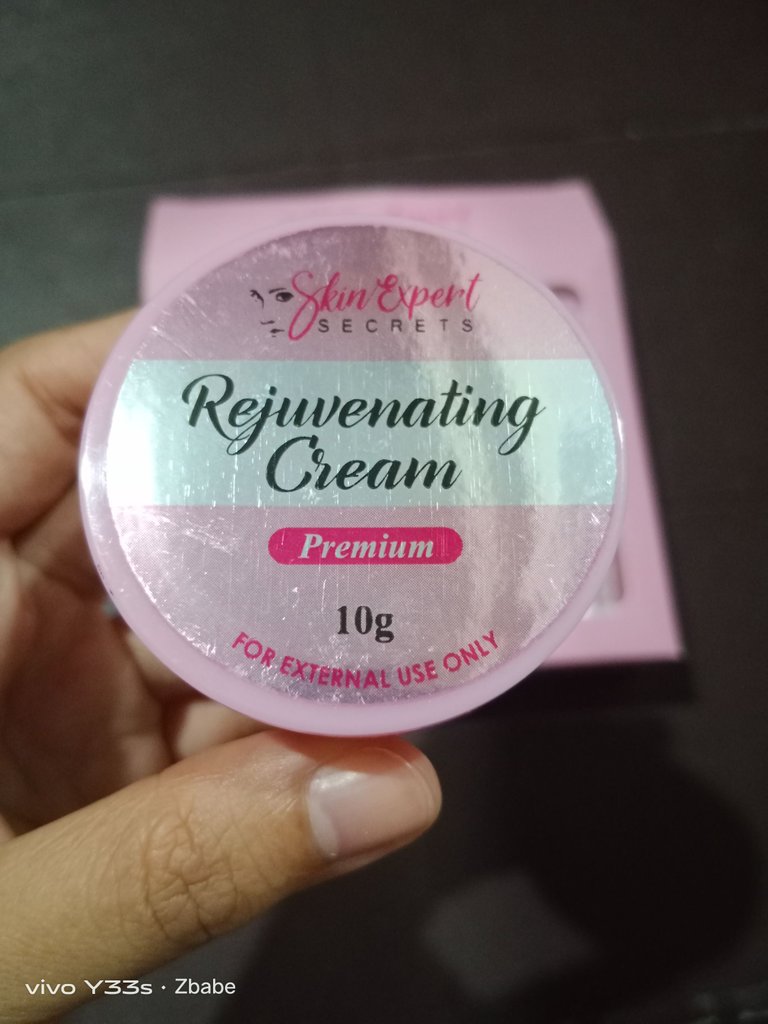 Skin Expert
SECRETS
Rejuvenating
Cream
Premium
10g
FOR EXTERNAL USE ONLY
vivo Y33s · Zbabe